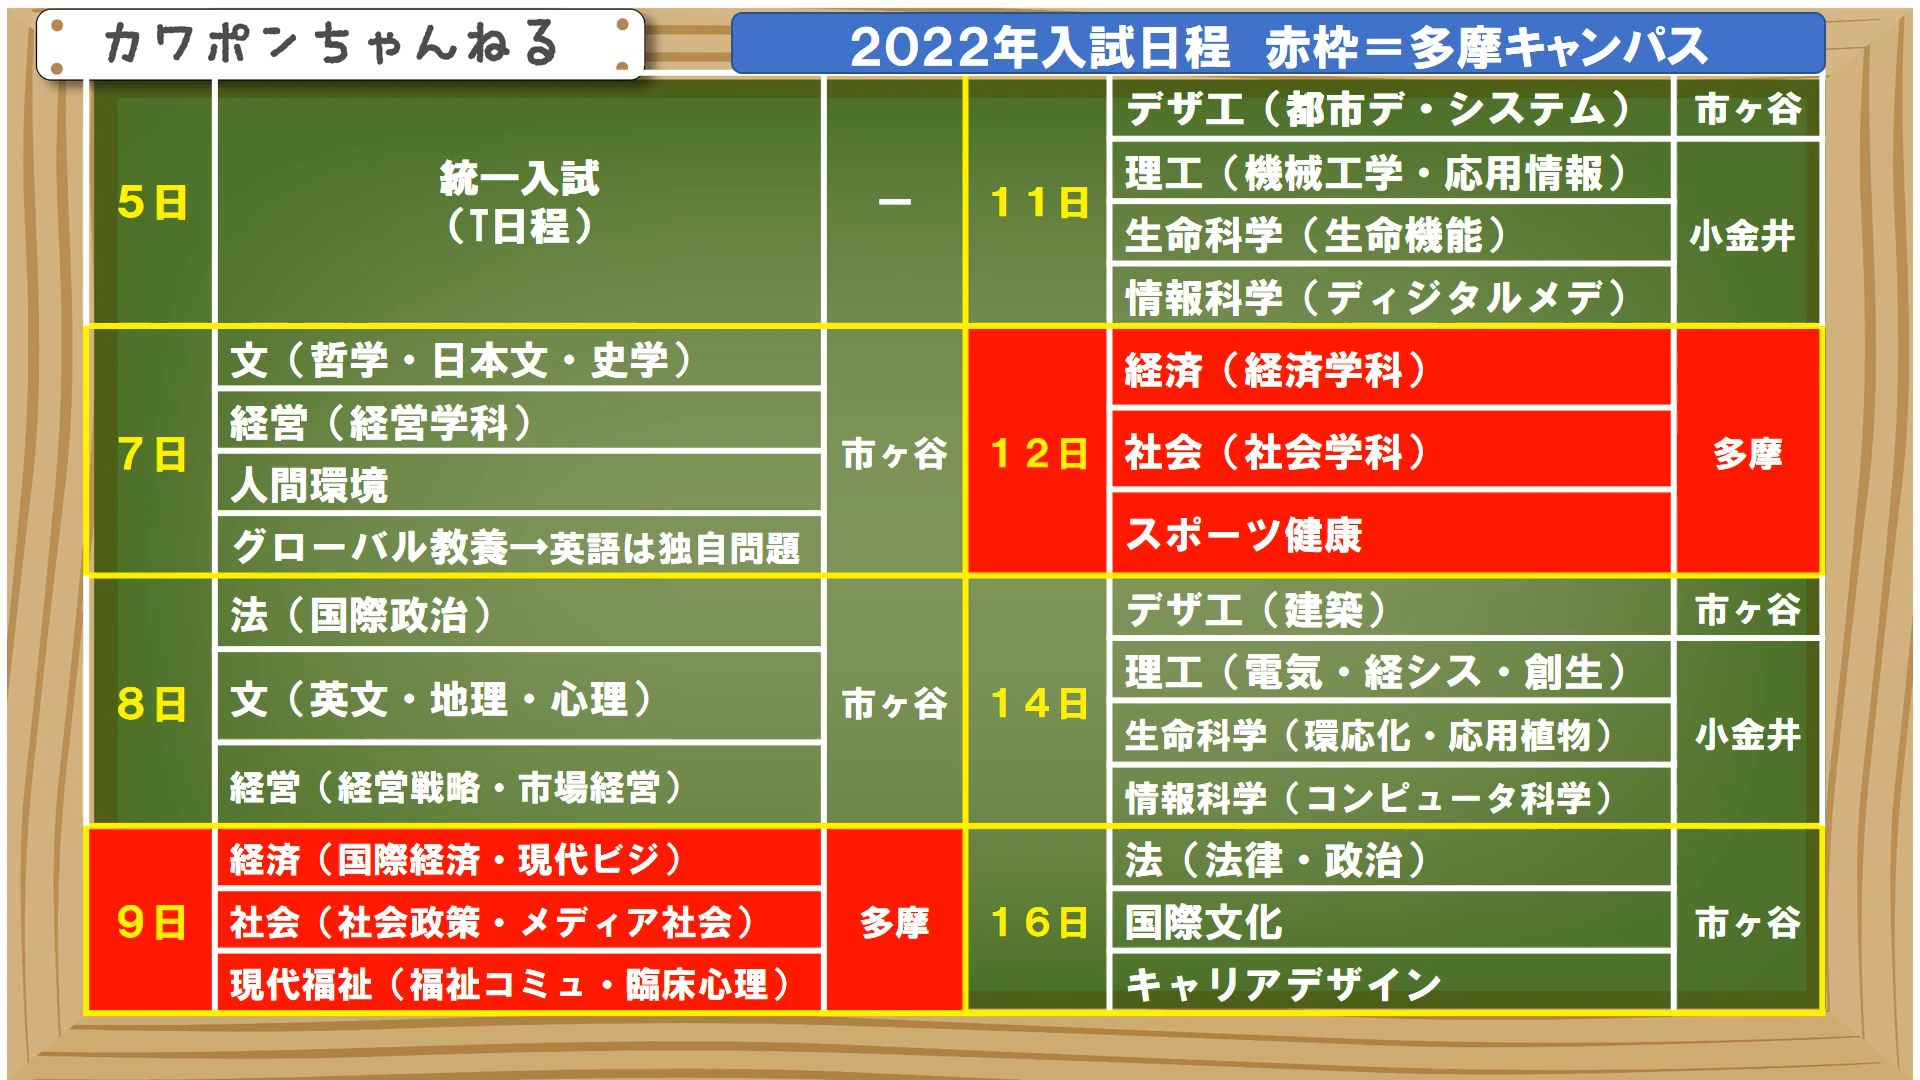 カワポンちゃんねる
2022年入試日程 赤枠＝多摩キャンパス
5日
統一入試
（T日程）
ー
7日
文（哲学・日本文・史学）
経営（経営学科）
人間環境
グローバル教養→英語は独自問題
市ヶ谷
8日
法（国際政治）
文（英文・地理・心理）
経営（経営戦略・市場経営）
市ヶ谷
9日
経済（国際経済・現代ビジ）
社会（社会政策・メディア社会）
現代福祉（福祉コミュ・臨床心理）
多摩
11日
デザ工（都市デ・システム）
市ヶ谷
理工（機械工学・応用情報）
生命科学（生命機能）
情報科学（ディジタルメデ）
小金井
12日
経済（経済学科）
社会（社会学科）
スポーツ健康
多摩
14日
デザ工（建築）
市ヶ谷
理工（電気・経シス・創生）
生命科学（環応化・応用植物）
情報科学（コンピュータ科学）
小金井
16日
法（法律・政治）
国際文化
キャリアデザイン
市ヶ谷